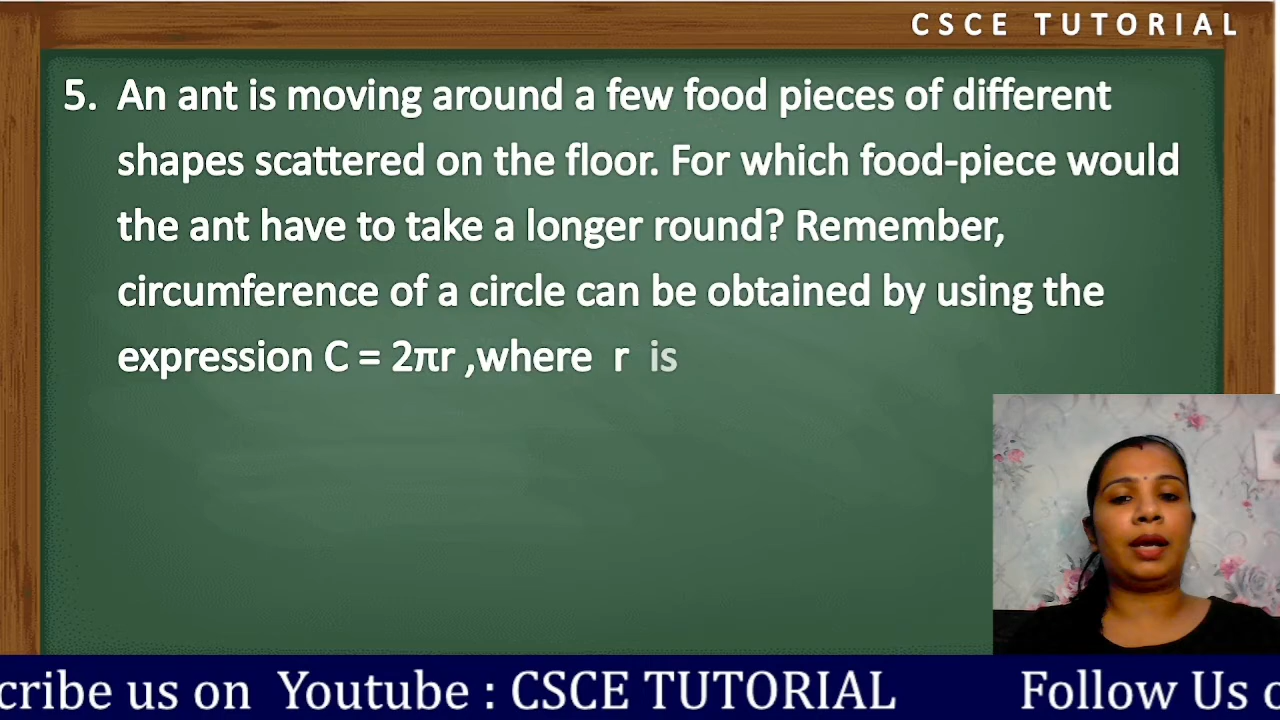 CSCE TUTORIAL
5. An ant is moving around a few food pieces of different
shapes scattered on the floor. For which food-piece would
the ant have to take a longer round? Remember,
circumference of a circle can be obtained by using the
expression C = 2πr ,where r is
cribe us on Youtube : CSCE TUTORIAL Follow Us o